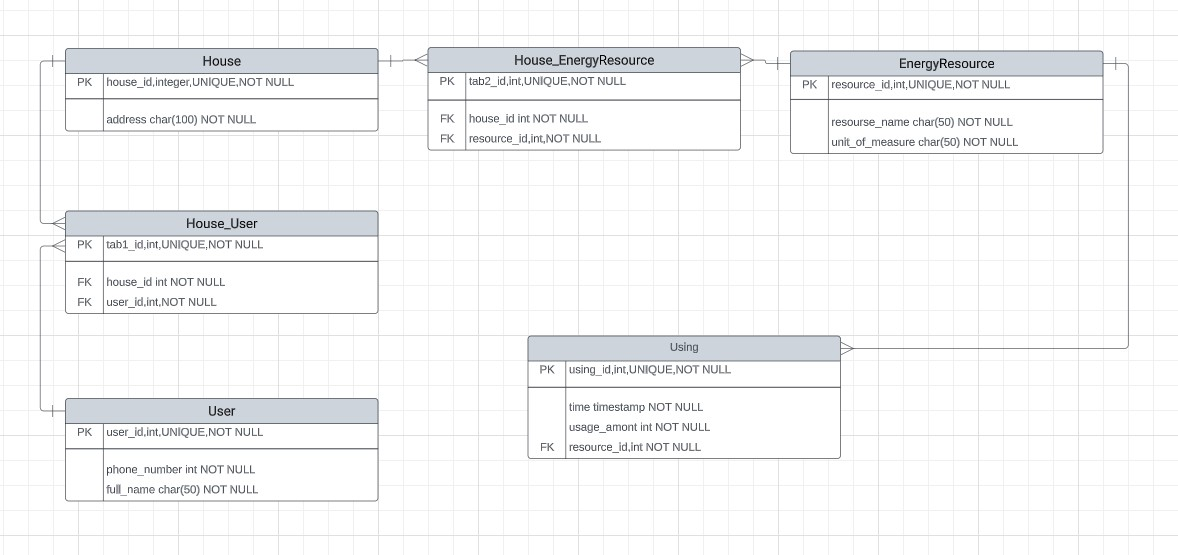 House
PK house_id,integer,UNIQUE,NOT NULL
address char(100) NOT NULL
House_EnergyResource
PK tab2_id,int,UNIQUE,NOT NULL
FK house_id int NOT NULL
FK resource_id,int,NOT NULL
EnergyResource
PK resource_id,int,UNIQUE,NOT NULL
resourse_name char(50) NOT NULL
unit_of_measure char(50) NOT NULL
House_User
PK tab1_id,int,UNIQUE,NOT NULL
FK house_id int NOT NULL
FK user_id,int,NOT NULL
Using
PK using_id,int,UNIQUE,NOT NULL
time timestamp NOT NULL
usage_amont int NOT NULL
FK resource_id,int NOT NULL
User
PK user_id,int,UNIQUE,NOT NULL
phone_number int NOT NULL
full_name char(50) NOT NULL